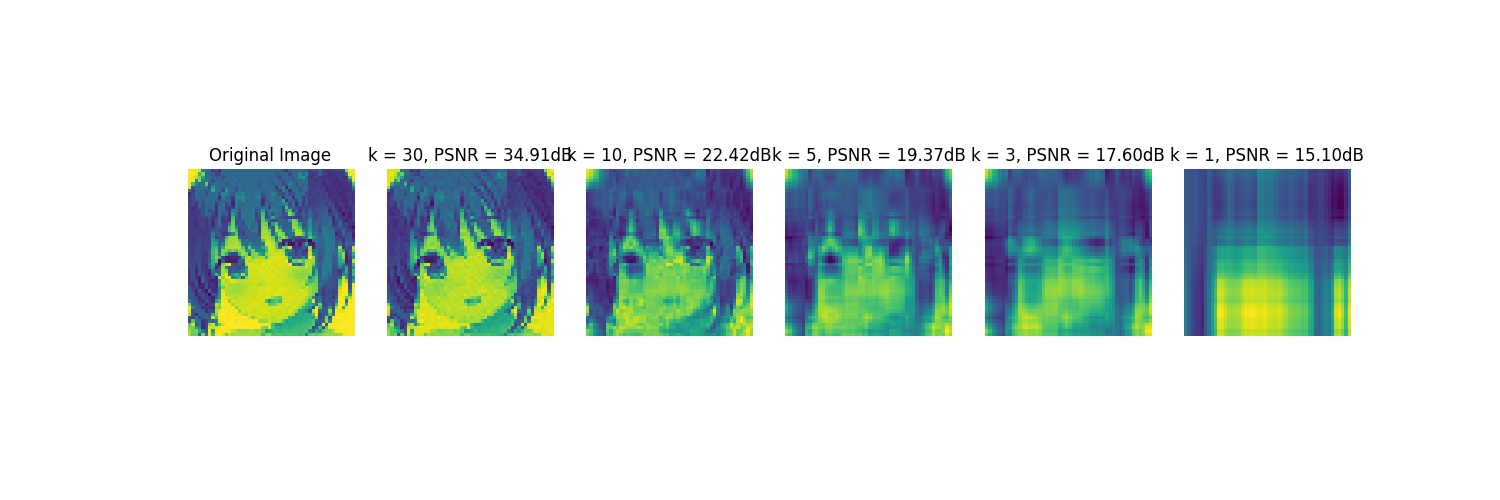 Original Image
k = 30, PSNR = 34.91dB
k = 10, PSNR = 22.42dB
k = 5, PSNR = 19.37dB
k = 3, PSNR = 17.60dB
k = 1, PSNR = 15.10dB